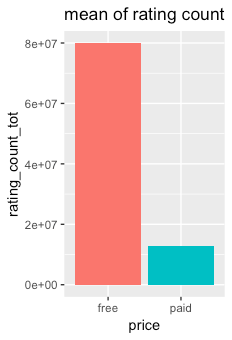 mean of rating count
rating_count_tot
8e+07
6e+07
4e+07
2e+07
0e+00
free paid
price